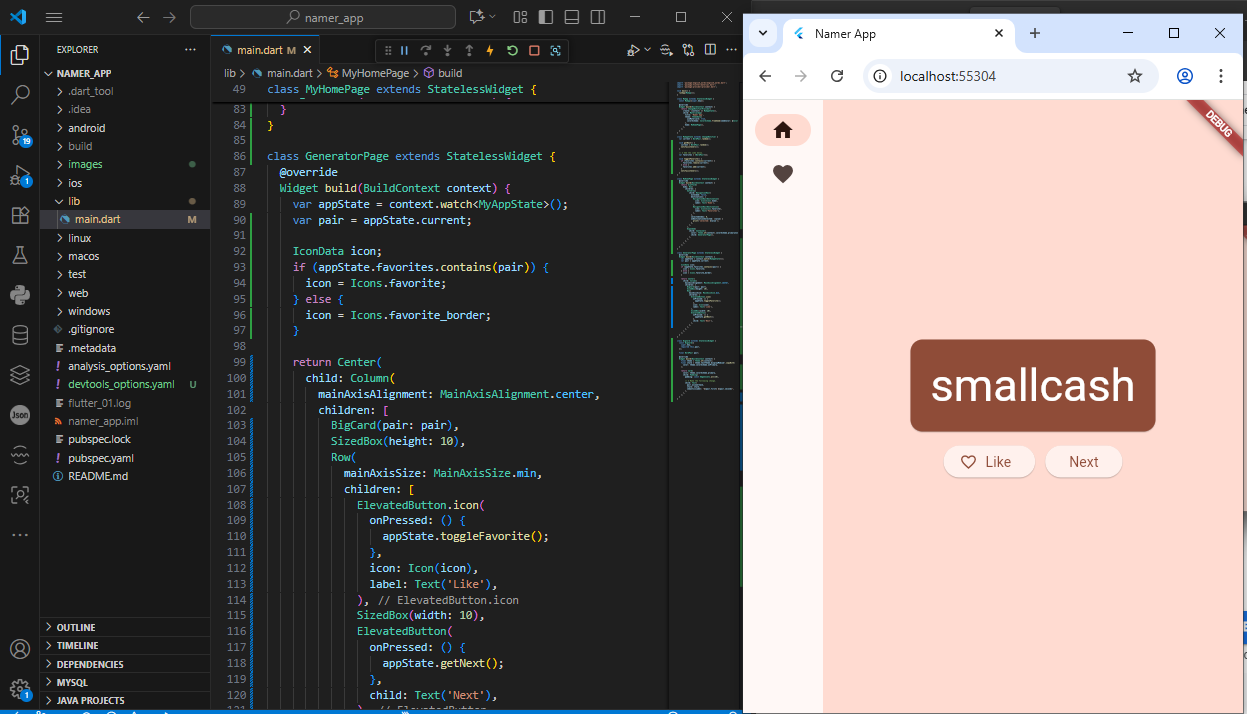 namer_app
EXPLORER
NAMER_APP
.dart_tool
.idea
android
build
images
ios
lib
main.dart M
linux
macos
test
web
windows
.gitignore
.metadata
analysis_options.yaml
devtools_options.yaml U
flutter_01.log
namer_app.iml
pubspec.lock
pubspec.yaml
README.md
OUTLINE
TIMELINE
DEPENDENCIES
MYSQL
JAVA PROJECTS
19
1
Json
1
main.dart M
lib > main.dart > MyHomePage > build
49 class MyHomePage extends StatelessWidget {
83 }
84 }
85
86 class GeneratorPage extends StatelessWidget {
87 @override
88 Widget build(BuildContext context) {
89 var appState = context.watch<MyAppState>();
90 var pair = appState.current;
91
92 IconData icon;
93 if (appState.favorites.contains(pair)) {
94 icon = Icons.favorite;
95 } else {
96 icon = Icons.favorite_border;
97 }
98
99 return Center(
100 child: Column(
101 mainAxisAlignment: MainAxisAlignment.center,
102 children: [
103 BigCard(pair: pair),
104 SizedBox(height: 10),
105 Row(
106 mainAxisSize: MainAxisSize.min,
107 children: [
108 ElevatedButton.icon(
109 onPressed: () {
110 appState.toggleFavorite();
111 },
112 icon: Icon(icon),
113 label: Text('Like'),
114 ), // ElevatedButton.icon
115 SizedBox(width: 10),
116 ElevatedButton(
117 onPressed: () {
118 appState.getNext();
119 },
120 child: Text('Next'),
121 ), // ElevatedButton
Namer App
localhost:55304
DEBUG
smallcash
Like
Next